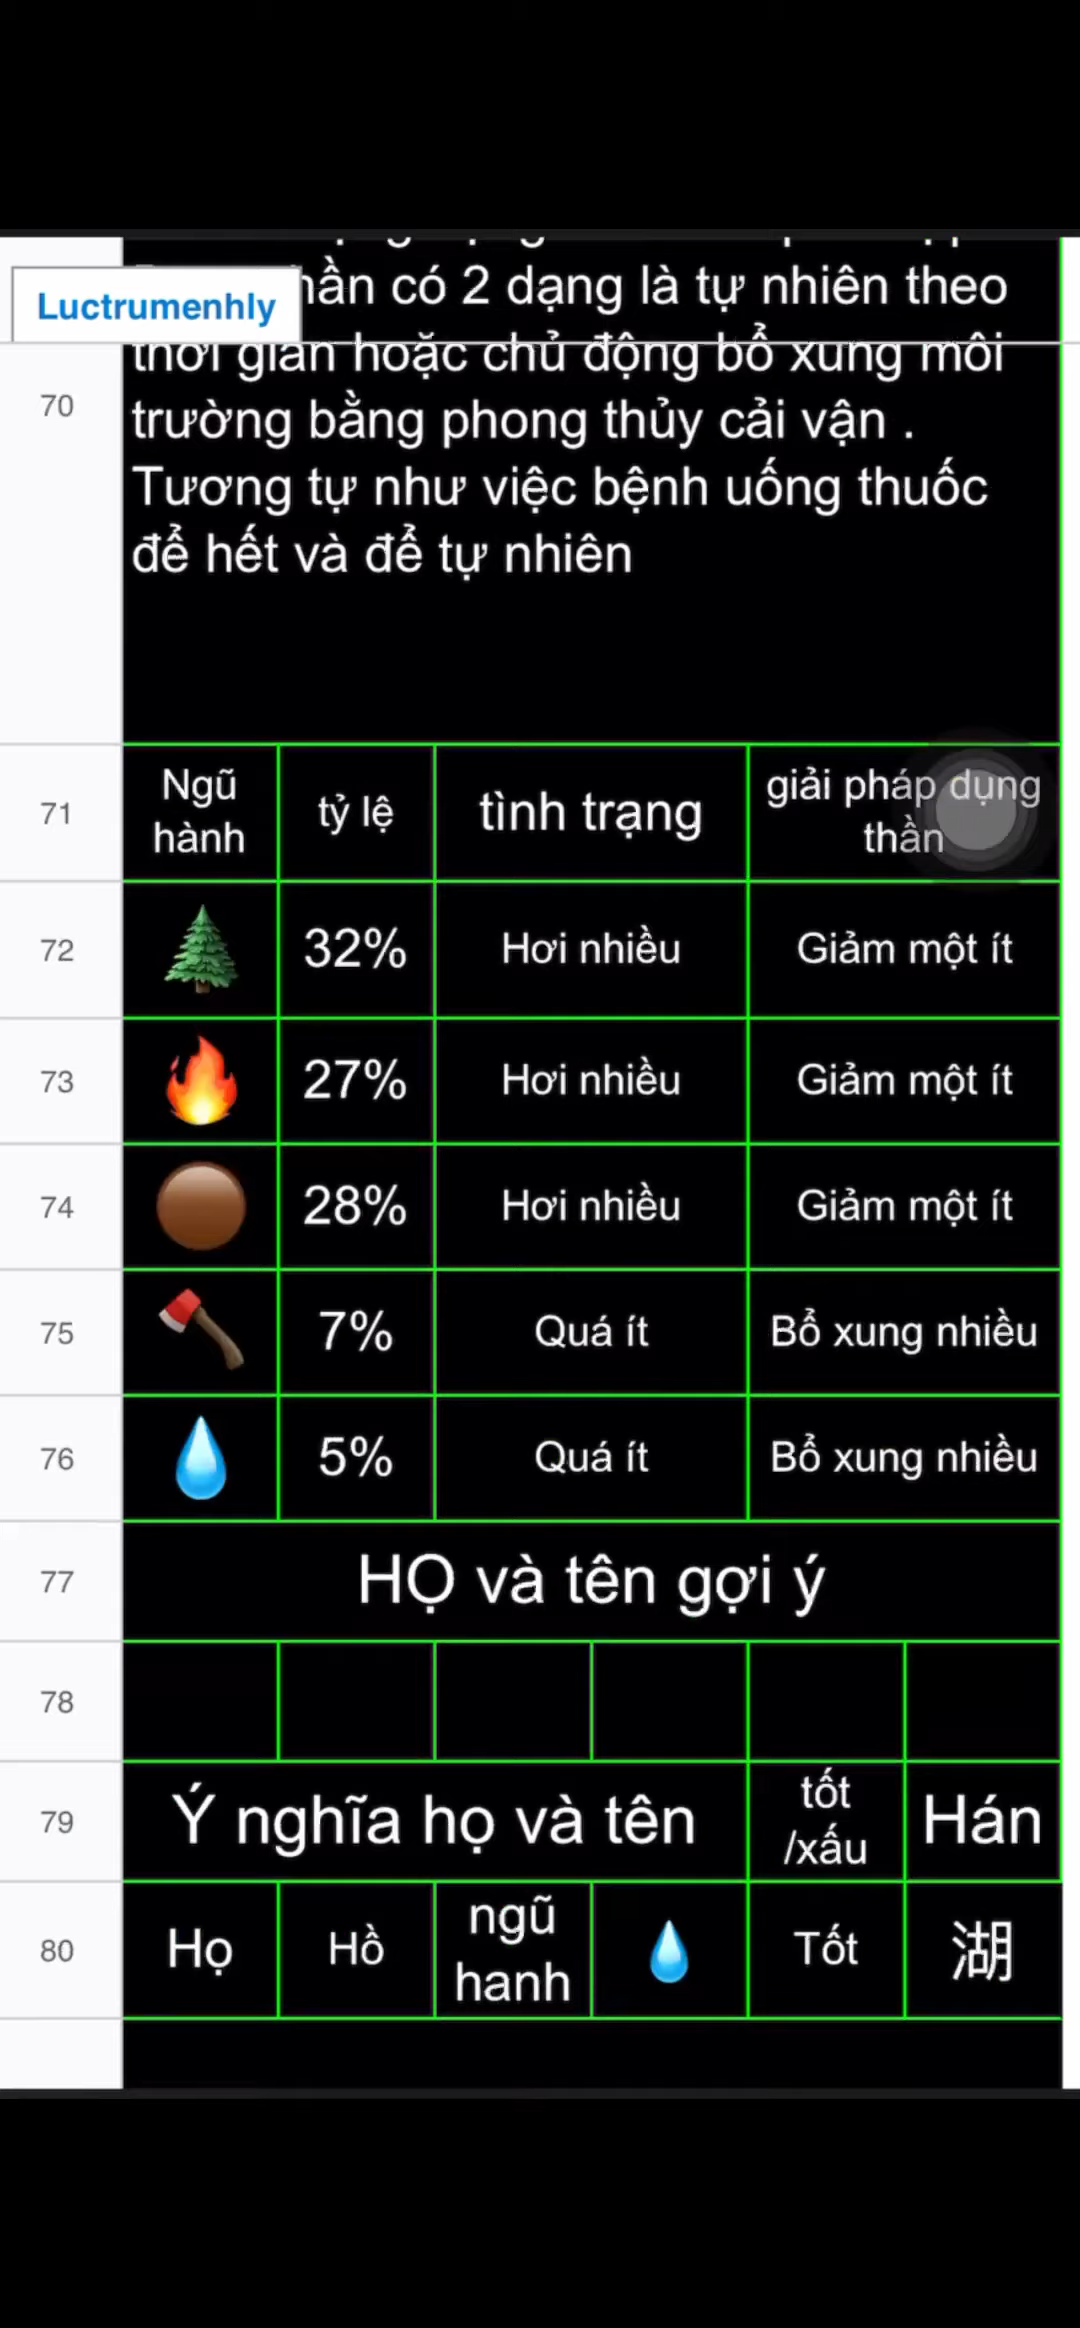 Luctrumenhly
có 2 dạng là tự nhiên theo
thời gian hoặc chủ động bổ xung môi
70
trường bằng phong thủy cải vận .
Tương tự như việc bệnh uống thuốc
để hết và để tự nhiên
71
Ngũ
hành
tỷ lệ
tình trạng
giải pháp dụng
thần
72
32%
Hơi nhiều
Giảm một ít
73
27%
Hơi nhiều
Giảm một ít
74
28%
Hơi nhiều
Giảm một ít
75
7%
Quá ít
Bổ xung nhiều
76
5%
Quá ít
Bổ xung nhiều
77
HỌ và tên gợi ý
78
79
Ý nghĩa họ và tên
tốt
/xấu
Hán
80
Họ
Hồ
ngũ
hanh
Tốt
湖